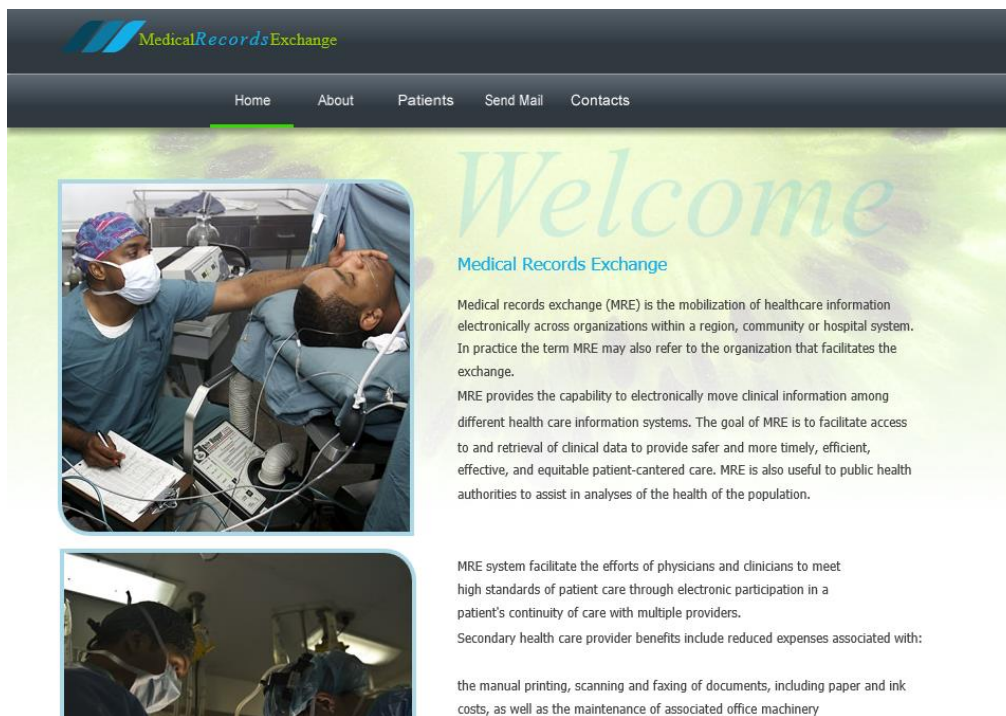 MedicalRecordsExchange
Home About Patients Send Mail Contacts
Welcome
Medical Records Exchange
Medical records exchange (MRE) is the mobilization of healthcare information
electronically across organizations within a region, community or hospital system.
In practice the term MRE may also refer to the organization that facilitates the
exchange.
MRE provides the capability to electronically move clinical information among
different health care information systems. The goal of MRE is to facilitate access
to and retrieval of clinical data to provide safer and more timely, efficient,
effective, and equitable patient-cantered care. MRE is also useful to public health
authorities to assist in analyses of the health of the population.
MRE system facilitate the efforts of physicians and clinicians to meet
high standards of patient care through electronic participation in a
patient's continuity of care with multiple providers.
Secondary health care provider benefits include reduced expenses associated with:
the manual printing, scanning and faxing of documents, including paper and ink
costs, as well as the maintenance of associated office machinery